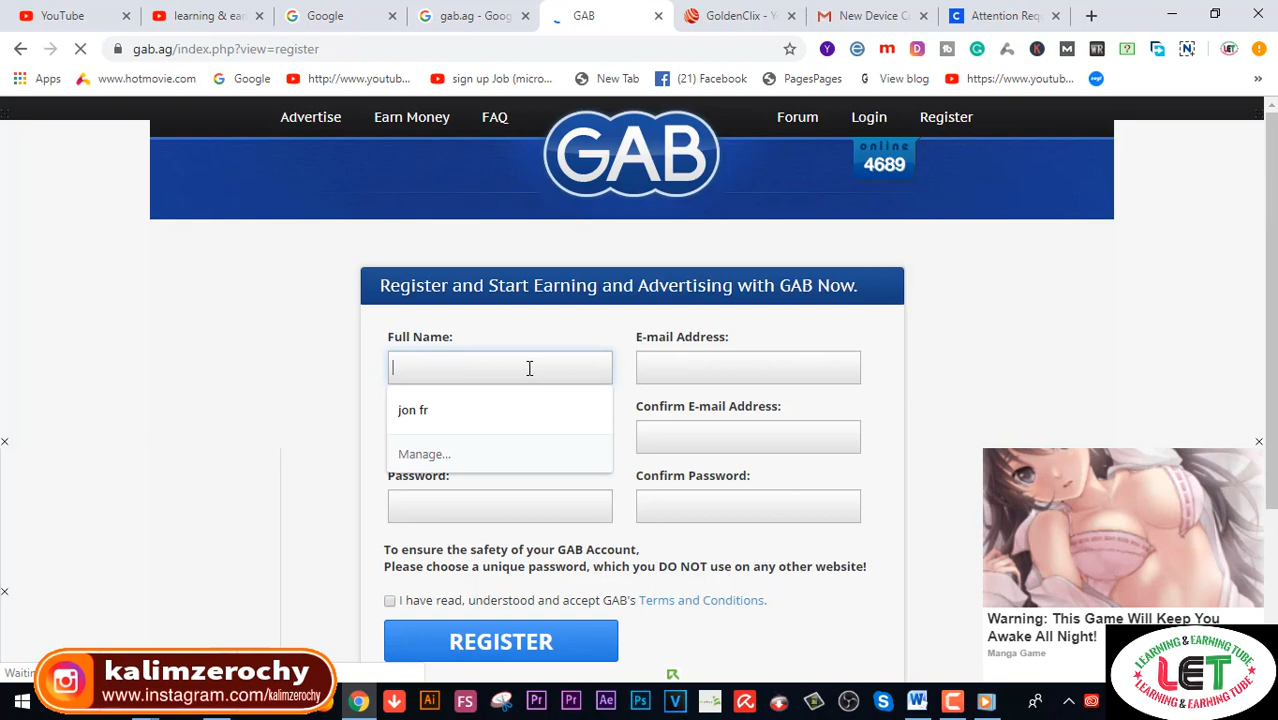 YouTube
learning & ear
Google
gab.ag - Goog
GAB
GoldenClix - Y
New Device C
Attention Req
gab.ag/index.php?view=register
Apps
www.hotmovie.com
Google
http://www.youtub...
sign up Job (micro...
New Tab
(21) Facebook
PagesPages
View blog
https://www.youtub...
Advertise
Earn Money
FAQ
GAB
Forum
Login
Register
online
4689
Register and Start Earning and Advertising with GAB Now.
Full Name:
E-mail Address:
jon fr
Confirm E-mail Address:
Manage...
Password:
Confirm Password:
To ensure the safety of your GAB Account,
Please choose a unique password, which you DO NOT use on any other website!
I have read, understood and accept GAB's Terms and Conditions.
REGISTER
Warning: This Game Will Keep You
Awake All Night!
Manga Game
Waitin
kalimzerochy
www.instagram.com/kalimzerochy
LEARNING & EARNING TUBE
LET
LEARNING & EARNING TUBE